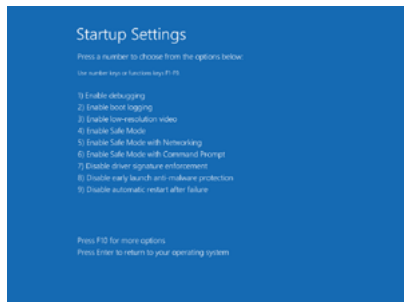 Startup Settings
Press a number to choose from the options below:
Use number keys or function keys F1-F9.
1) Enable debugging
2) Enable boot logging
3) Enable low-resolution video
4) Enable Safe Mode
5) Enable Safe Mode with Networking
6) Enable Safe Mode with Command Prompt
7) Disable driver signature enforcement
8) Disable early launch anti-malware protection
9) Disable automatic restart after failure
Press F10 for more options
Press Enter to return to your operating system